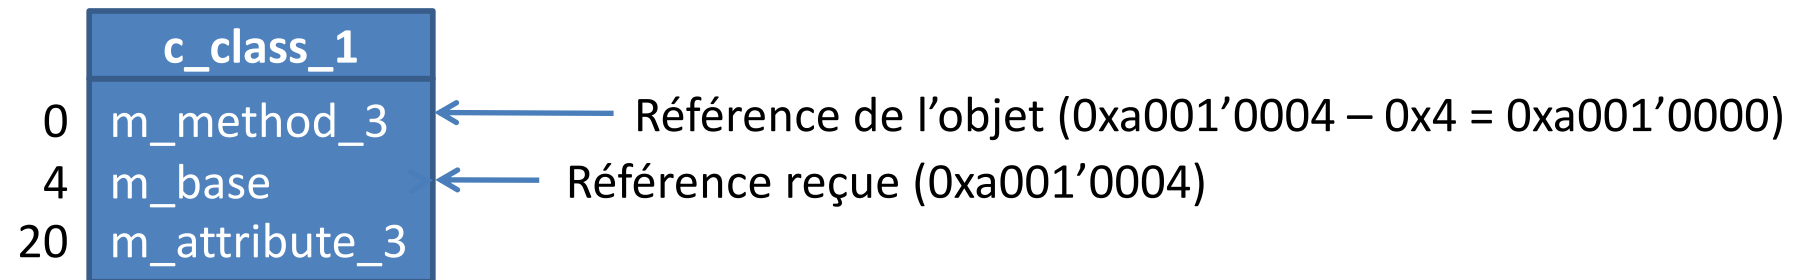 c_class_1
0 m_method_3 Référence de l’objet (0xa001’0004 – 0x4 = 0xa001’0000)
4 m_base Référence reçue (0xa001’0004)
20 m_attribute_3